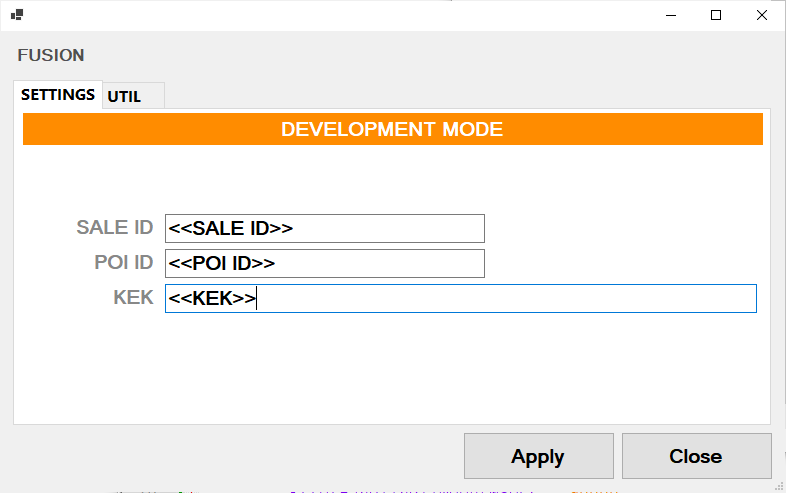 FUSION
SETTINGS UTIL
DEVELOPMENT MODE
SALE ID <<SALE ID>>
POI ID <<POI ID>>
KEK <<KEK>>
Apply Close